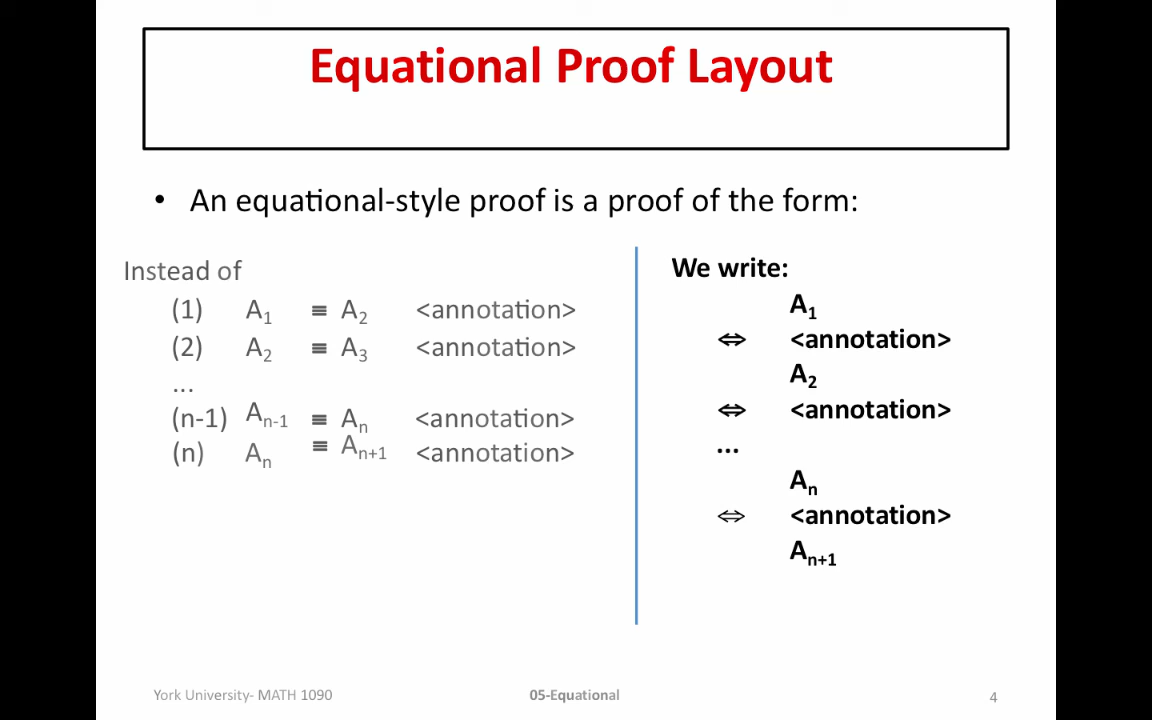 Equational Proof Layout
• An equational-style proof is a proof of the form:
Instead of
(1) A₁ ≡ A₂ <annotation>
(2) A₂ ≡ A₃ <annotation>
...
(n-1) Aₙ₋₁ ≡ Aₙ <annotation>
(n) Aₙ ≡ Aₙ₊₁ <annotation>
We write:
A₁
⇔ <annotation>
A₂
⇔ <annotation>
...
Aₙ
⇔ <annotation>
Aₙ₊₁
York University- MATH 1090 05-Equational 4